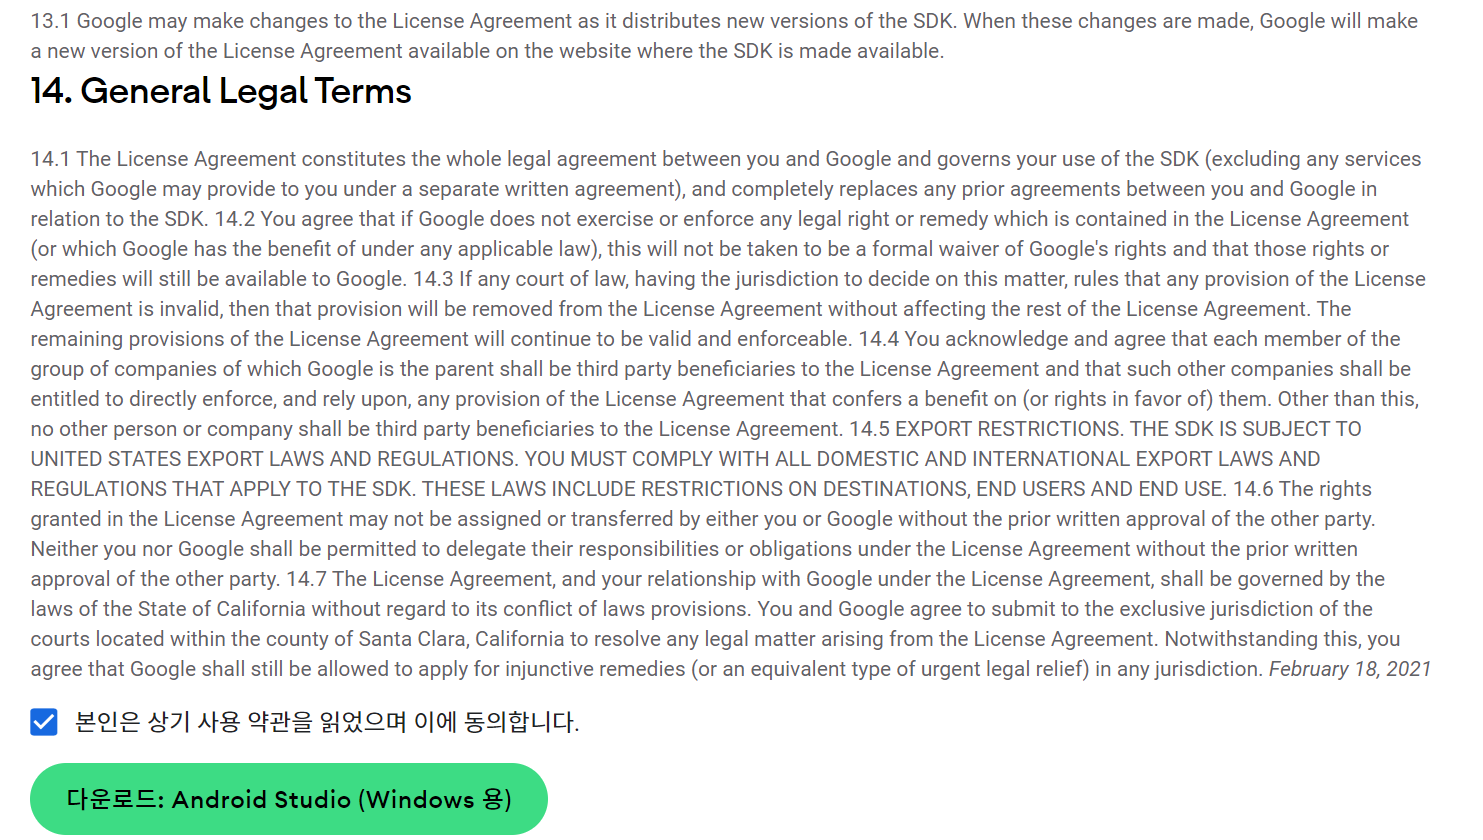 13.1 Google may make changes to the License Agreement as it distributes new versions of the SDK. When these changes are made, Google will make
a new version of the License Agreement available on the website where the SDK is made available.
14. General Legal Terms
14.1 The License Agreement constitutes the whole legal agreement between you and Google and governs your use of the SDK (excluding any services
which Google may provide to you under a separate written agreement), and completely replaces any prior agreements between you and Google in
relation to the SDK. 14.2 You agree that if Google does not exercise or enforce any legal right or remedy which is contained in the License Agreement
(or which Google has the benefit of under any applicable law), this will not be taken to be a formal waiver of Google's rights and that those rights or
remedies will still be available to Google. 14.3 If any court of law, having the jurisdiction to decide on this matter, rules that any provision of the License
Agreement is invalid, then that provision will be removed from the License Agreement without affecting the rest of the License Agreement. The
remaining provisions of the License Agreement will continue to be valid and enforceable. 14.4 You acknowledge and agree that each member of the
group of companies of which Google is the parent shall be third party beneficiaries to the License Agreement and that such other companies shall be
entitled to directly enforce, and rely upon, any provision of the License Agreement that confers a benefit on (or rights in favor of) them. Other than this,
no other person or company shall be third party beneficiaries to the License Agreement. 14.5 EXPORT RESTRICTIONS. THE SDK IS SUBJECT TO
UNITED STATES EXPORT LAWS AND REGULATIONS. YOU MUST COMPLY WITH ALL DOMESTIC AND INTERNATIONAL EXPORT LAWS AND
REGULATIONS THAT APPLY TO THE SDK. THESE LAWS INCLUDE RESTRICTIONS ON DESTINATIONS, END USERS AND END USE. 14.6 The rights
granted in the License Agreement may not be assigned or transferred by either you or Google without the prior written approval of the other party.
Neither you nor Google shall be permitted to delegate their responsibilities or obligations under the License Agreement without the prior written
approval of the other party. 14.7 The License Agreement, and your relationship with Google under the License Agreement, shall be governed by the
laws of the State of California without regard to its conflict of laws provisions. You and Google agree to submit to the exclusive jurisdiction of the
courts located within the county of Santa Clara, California to resolve any legal matter arising from the License Agreement. Notwithstanding this, you
agree that Google shall still be allowed to apply for injunctive remedies (or an equivalent type of urgent legal relief) in any jurisdiction. February 18, 2021
본인은 상기 사용 약관을 읽었으며 이에 동의합니다.
다운로드: Android Studio (Windows 용)